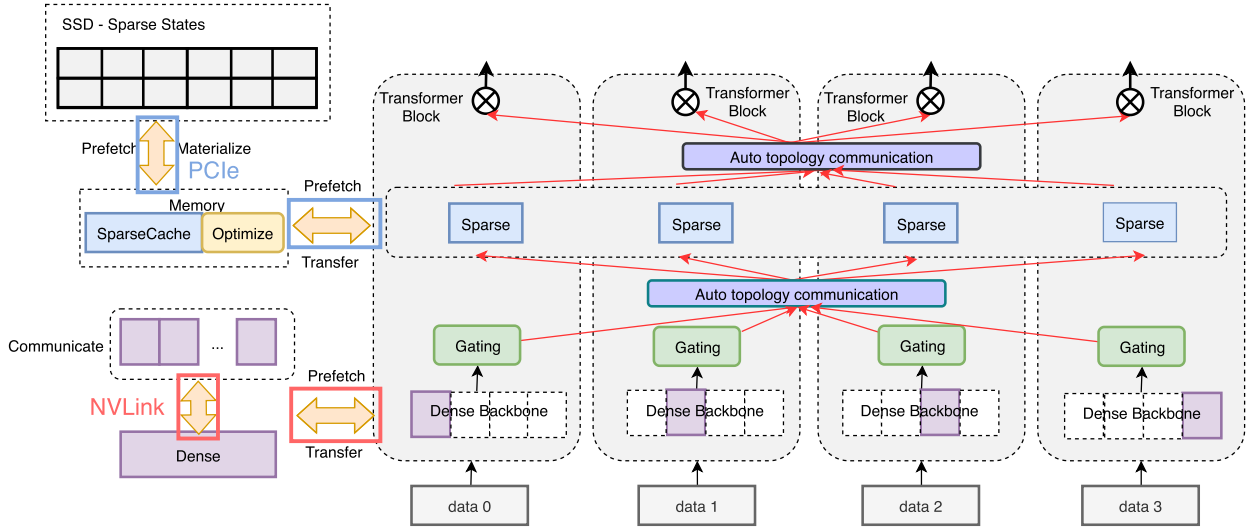 SSD - Sparse States
Prefetch
Materialize
PCIe
Memory
SparseCache
Optimize
Prefetch
Transfer
Communicate
...
NVLink
Dense
Prefetch
Transfer
Transformer
Block
Transformer
Block
Transformer
Block
Transformer
Block
Auto topology communication
Sparse
Sparse
Sparse
Sparse
Auto topology communication
Gating
Gating
Gating
Gating
Dense Backbone
Dense Backbone
Dense Backbone
Dense Backbone
data 0
data 1
data 2
data 3